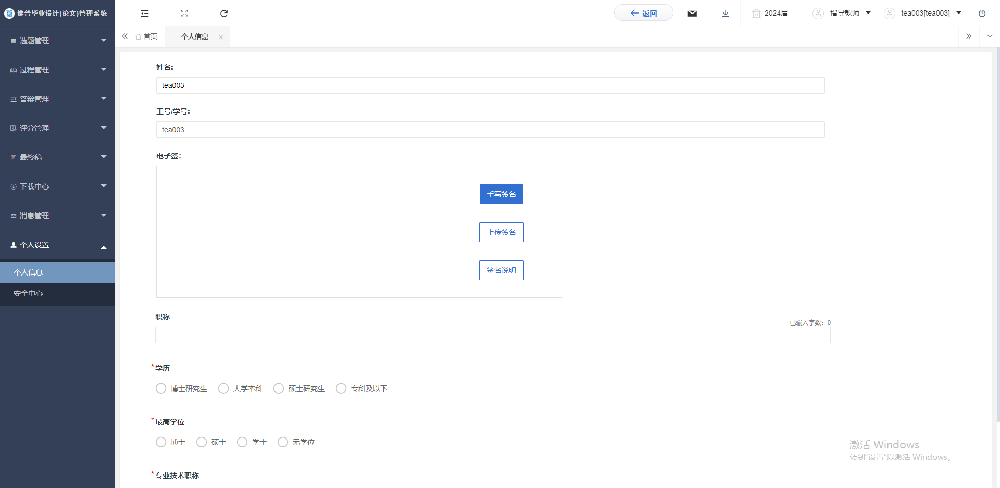 VG
MS
维普毕业设计(论文)管理系统
返回
2024届
指导教师
tea003[tea003]
选题管理
过程管理
答辩管理
评分管理
最终稿
下载中心
消息管理
个人设置
个人信息
安全中心
首页
个人信息
姓名:
tea003
工号/学号:
tea003
电子签:
手写签名
上传签名
签名说明
职称
已输入字数: 0
*学历
博士研究生 大学本科 硕士研究生 专科及以下
*最高学位
博士 硕士 学士 无学位
*专业技术职称
激活 Windows
转到"设置"以激活 Windows。